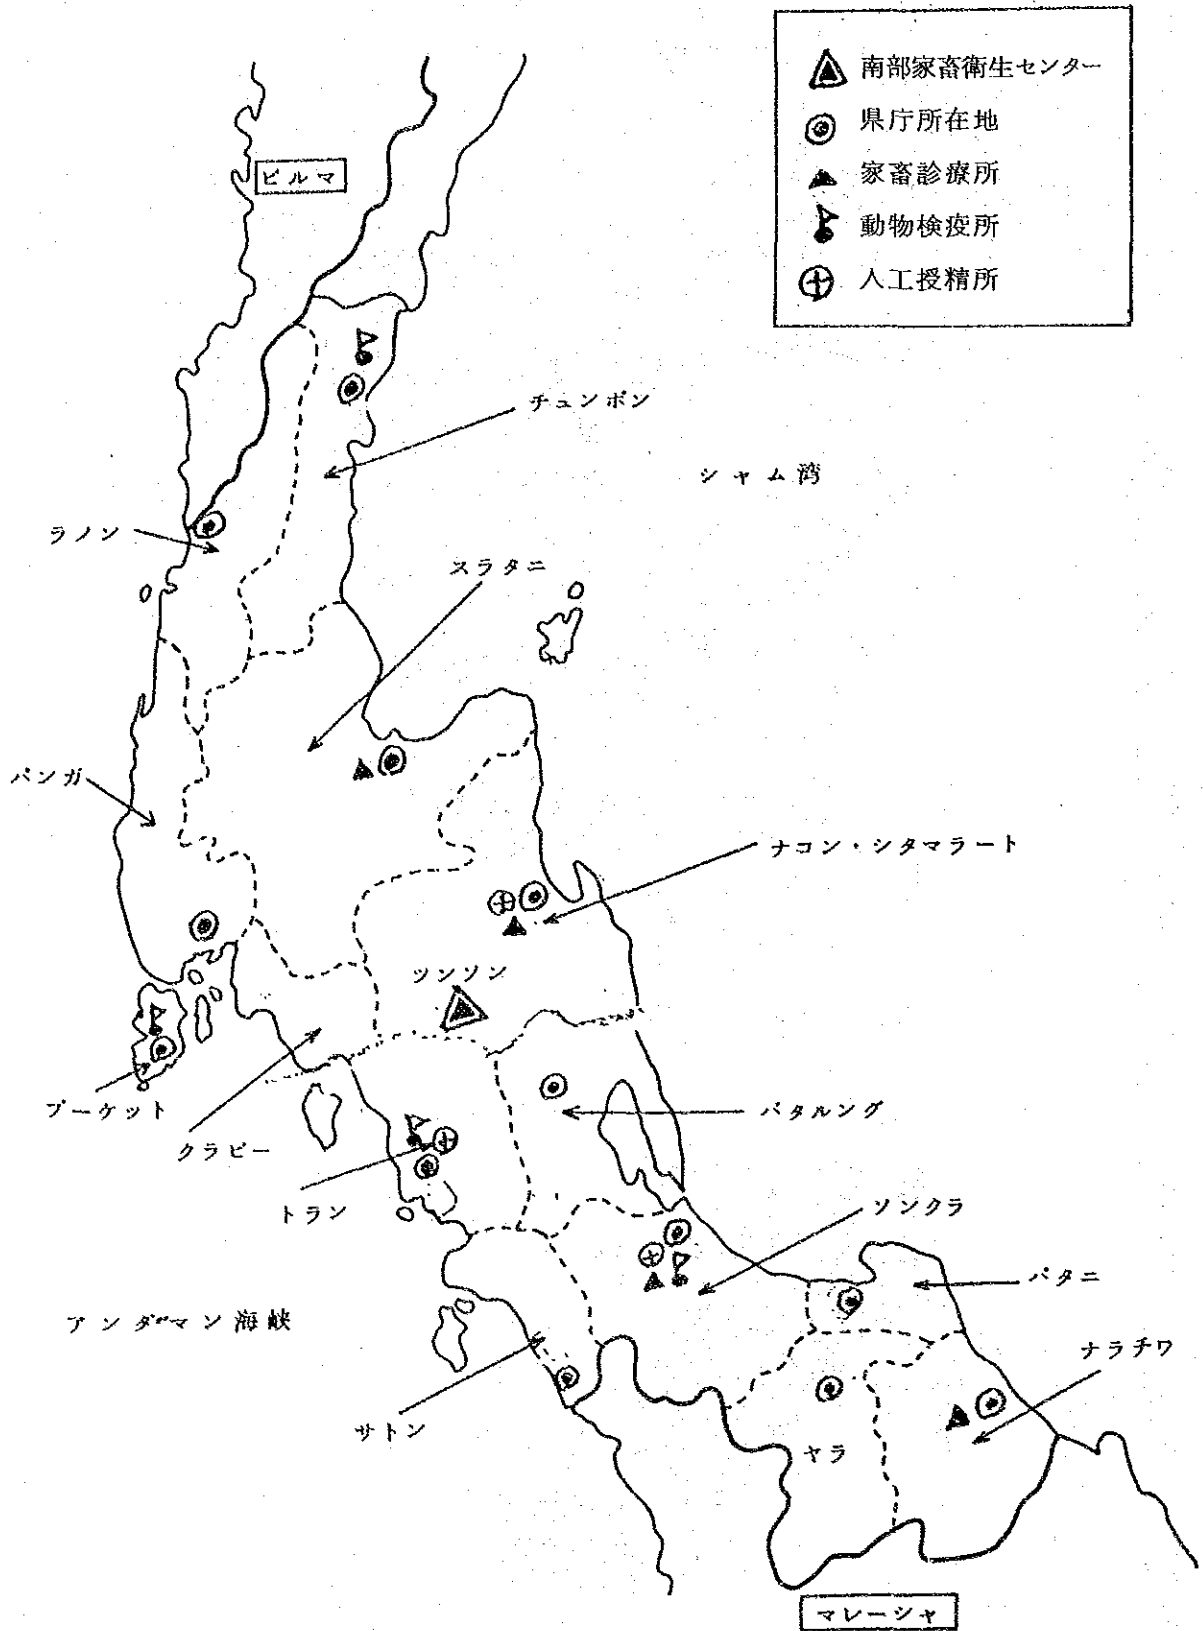 南部家畜衛生センター
県庁所在地
家畜診療所
動物検疫所
人工授精所
ビルマ
チュンポン
シャム湾
ラノン
スラタニ
パンガ
ナコン・シタマラート
ツンソン
プーケット
クラビー
パタルング
トラン
ソンクラ
パタニ
アンダマン海峡
ナラチワ
サトン
ヤラ
マレーシャ